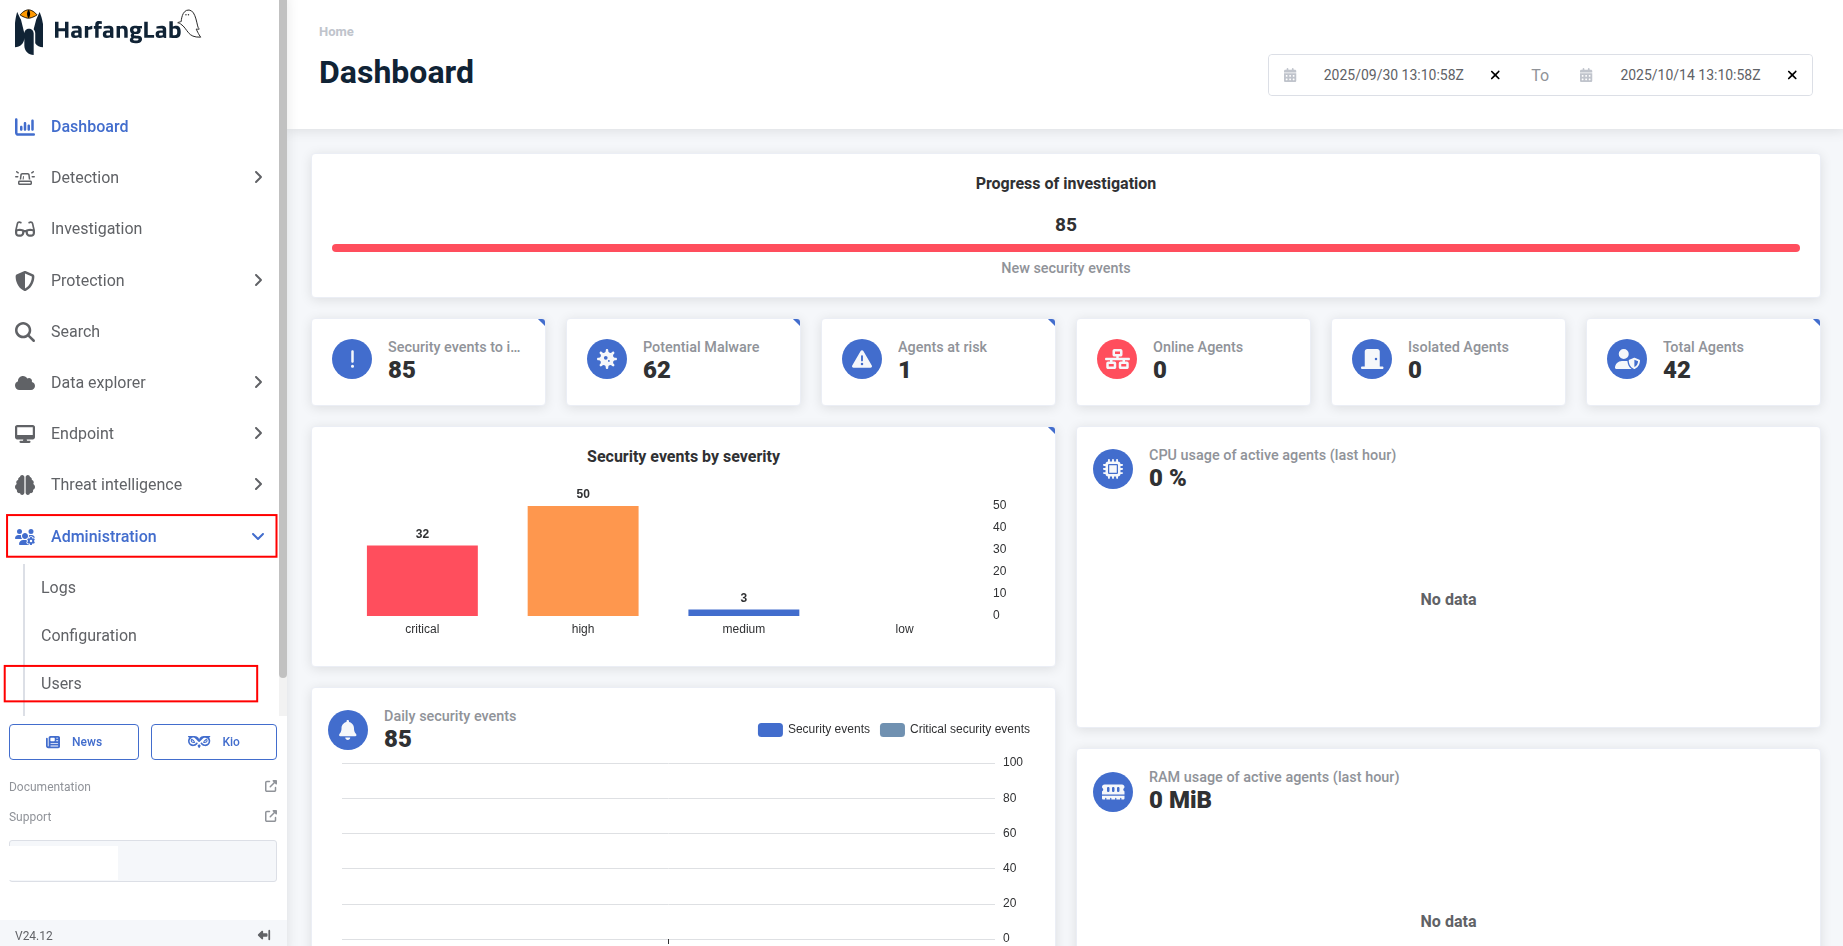 HarfangLab
Dashboard
Detection
Investigation
Protection
Search
Data explorer
Endpoint
Threat intelligence
Administration
Logs
Configuration
Users
News
Kio
Documentation
Support
V24.12
Home
Dashboard
2025/09/30 13:10:58Z To 2025/10/14 13:10:58Z
Progress of investigation
85
New security events
Security events to i...
85
Potential Malware
62
Agents at risk
1
Online Agents
0
Isolated Agents
0
Total Agents
42
Security events by severity
50
32
3
50
40
30
20
10
0
critical high medium low
CPU usage of active agents (last hour)
0 %
No data
Daily security events
85
Security events Critical security events
100
80
60
40
20
0
RAM usage of active agents (last hour)
0 MiB
No data